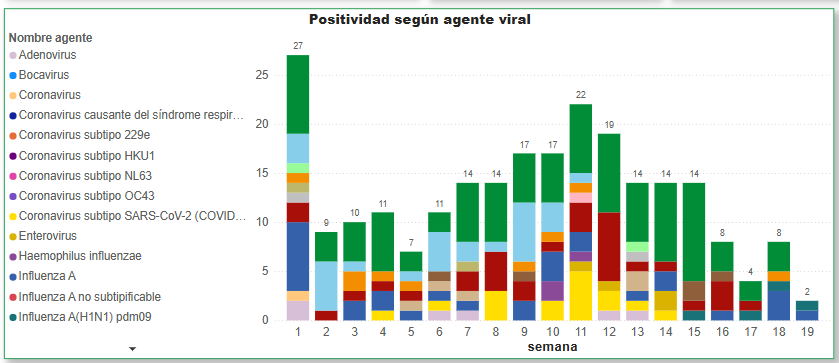 Positividad según agente viral
Nombre agente
Adenovirus
Bocavirus
Coronavirus
Coronavirus causante del síndrome respir...
Coronavirus subtipo 229e
Coronavirus subtipo HKU1
Coronavirus subtipo NL63
Coronavirus subtipo OC43
Coronavirus subtipo SARS-CoV-2 (COVID...
Enterovirus
Haemophilus influenzae
Influenza A
Influenza A no subtipificable
Influenza A(H1N1) pdm09
25
20
15
10
5
0
27
9
10
11
7
11
14
14
17
17
22
19
14
14
14
8
4
8
2
1 2 3 4 5 6 7 8 9 10 11 12 13 14 15 16 17 18 19
semana